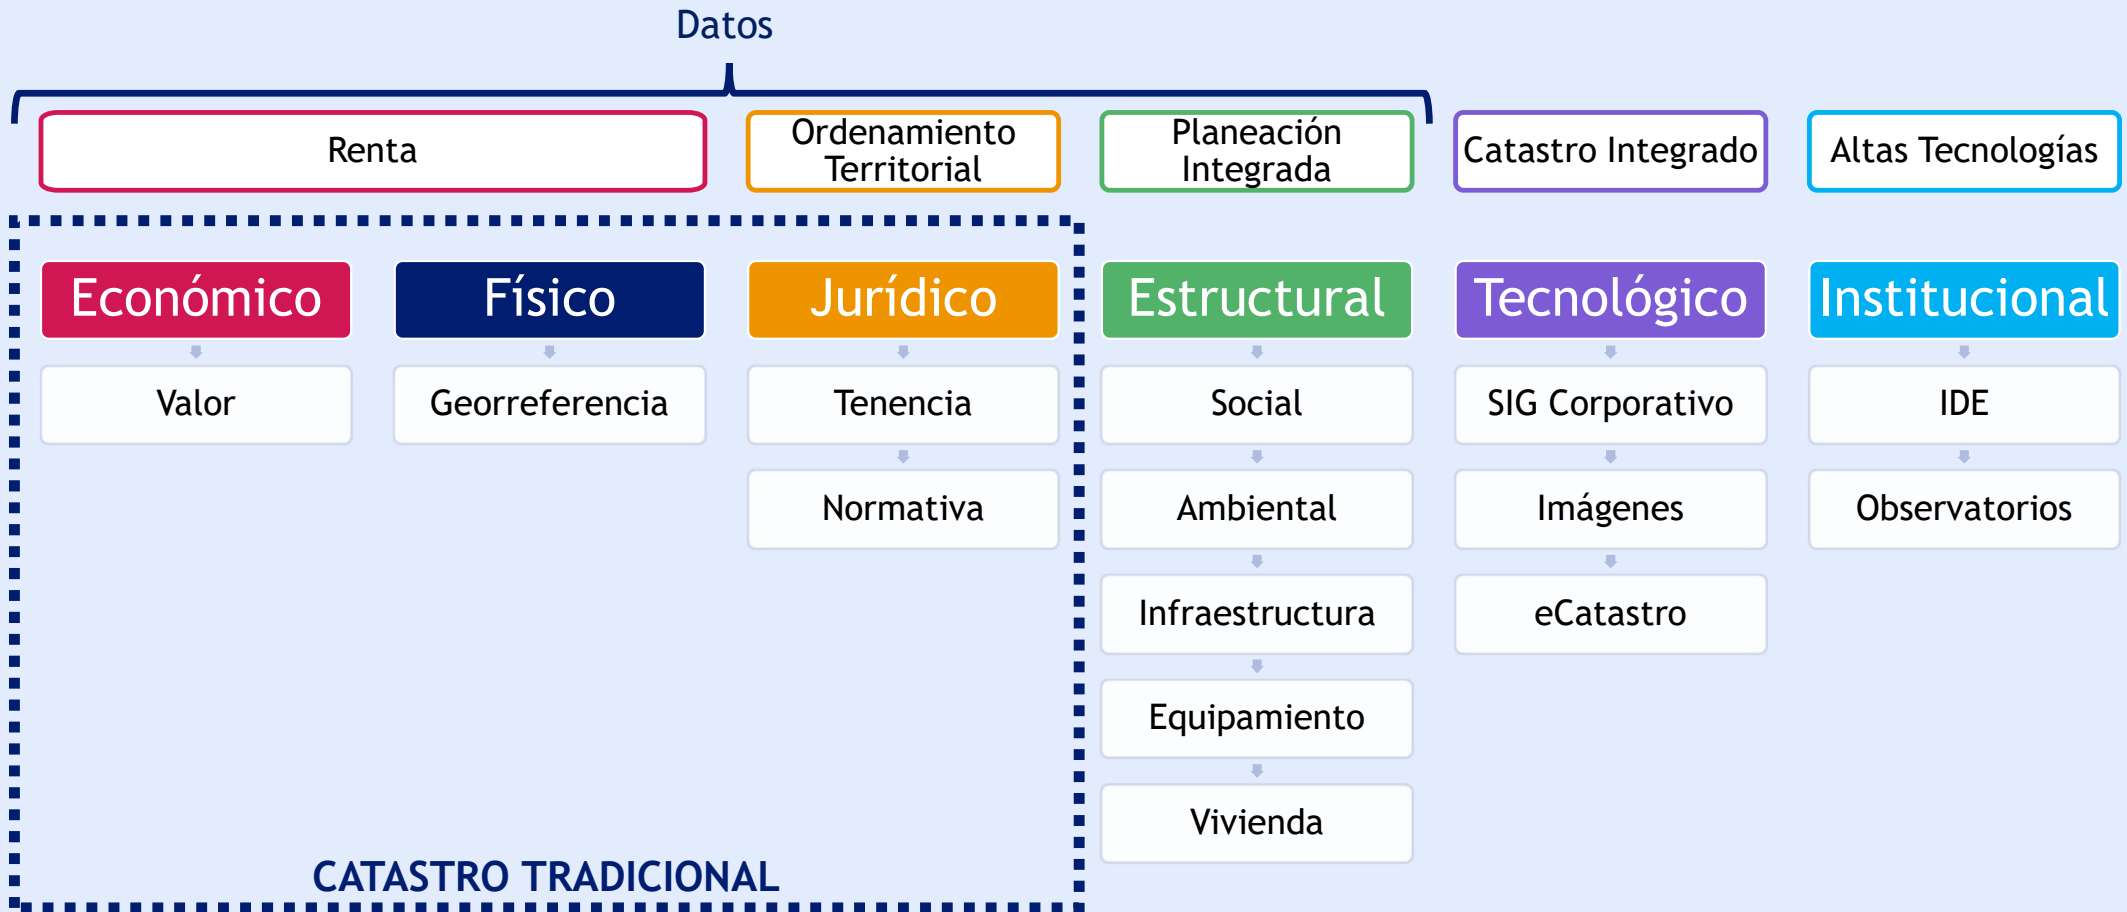 Datos
Renta
Ordenamiento
Territorial
Planeación
Integrada
Catastro Integrado
Altas Tecnologías
Económico
Físico
Jurídico
Estructural
Tecnológico
Institucional
Valor
Georreferencia
Tenencia
Social
SIG Corporativo
IDE
Normativa
Ambiental
Imágenes
Observatorios
Infraestructura
eCatastro
Equipamiento
Vivienda
CATASTRO TRADICIONAL